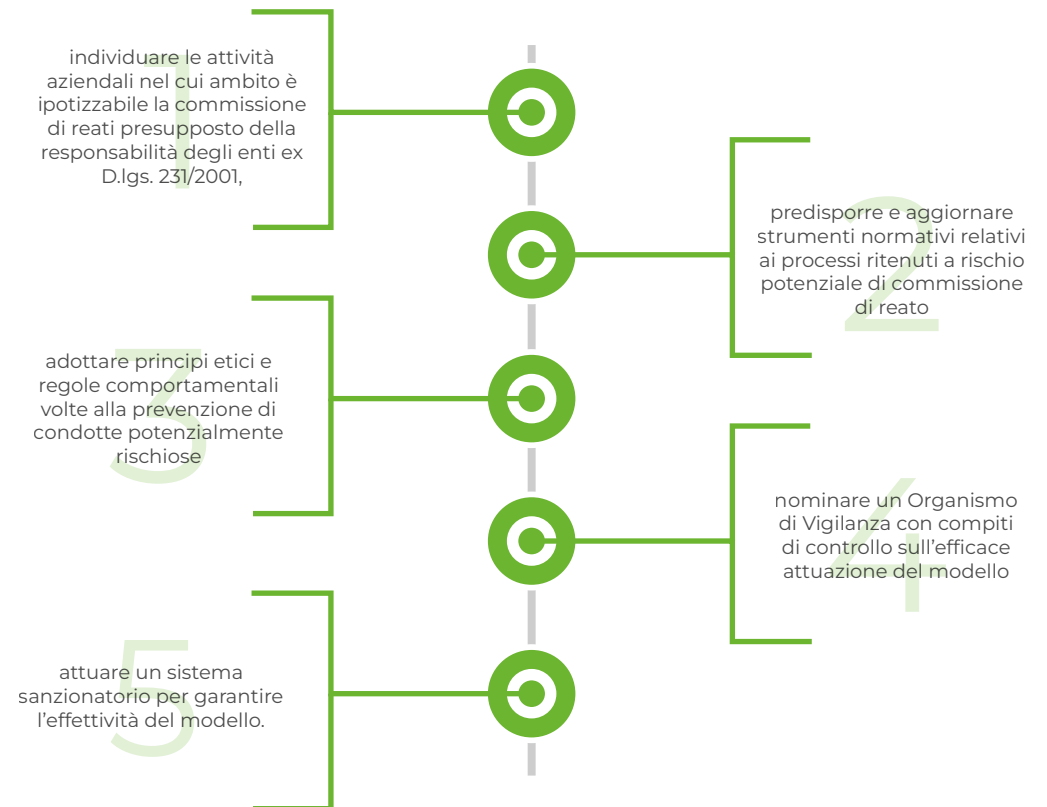 1
individuare le attività
aziendali nel cui ambito è
ipotizzabile la commissione
di reati presupposto della
responsabilità degli enti ex
D.lgs. 231/2001,
2
predisporre e aggiornare
strumenti normativi relativi
ai processi ritenuti a rischio
potenziale di commissione
di reato
3
adottare principi etici e
regole comportamentali
volte alla prevenzione di
condotte potenzialmente
rischiose
4
nominare un Organismo
di Vigilanza con compiti
di controllo sull’efficace
attuazione del modello
5
attuare un sistema
sanzionatorio per garantire
l’effettività del modello.